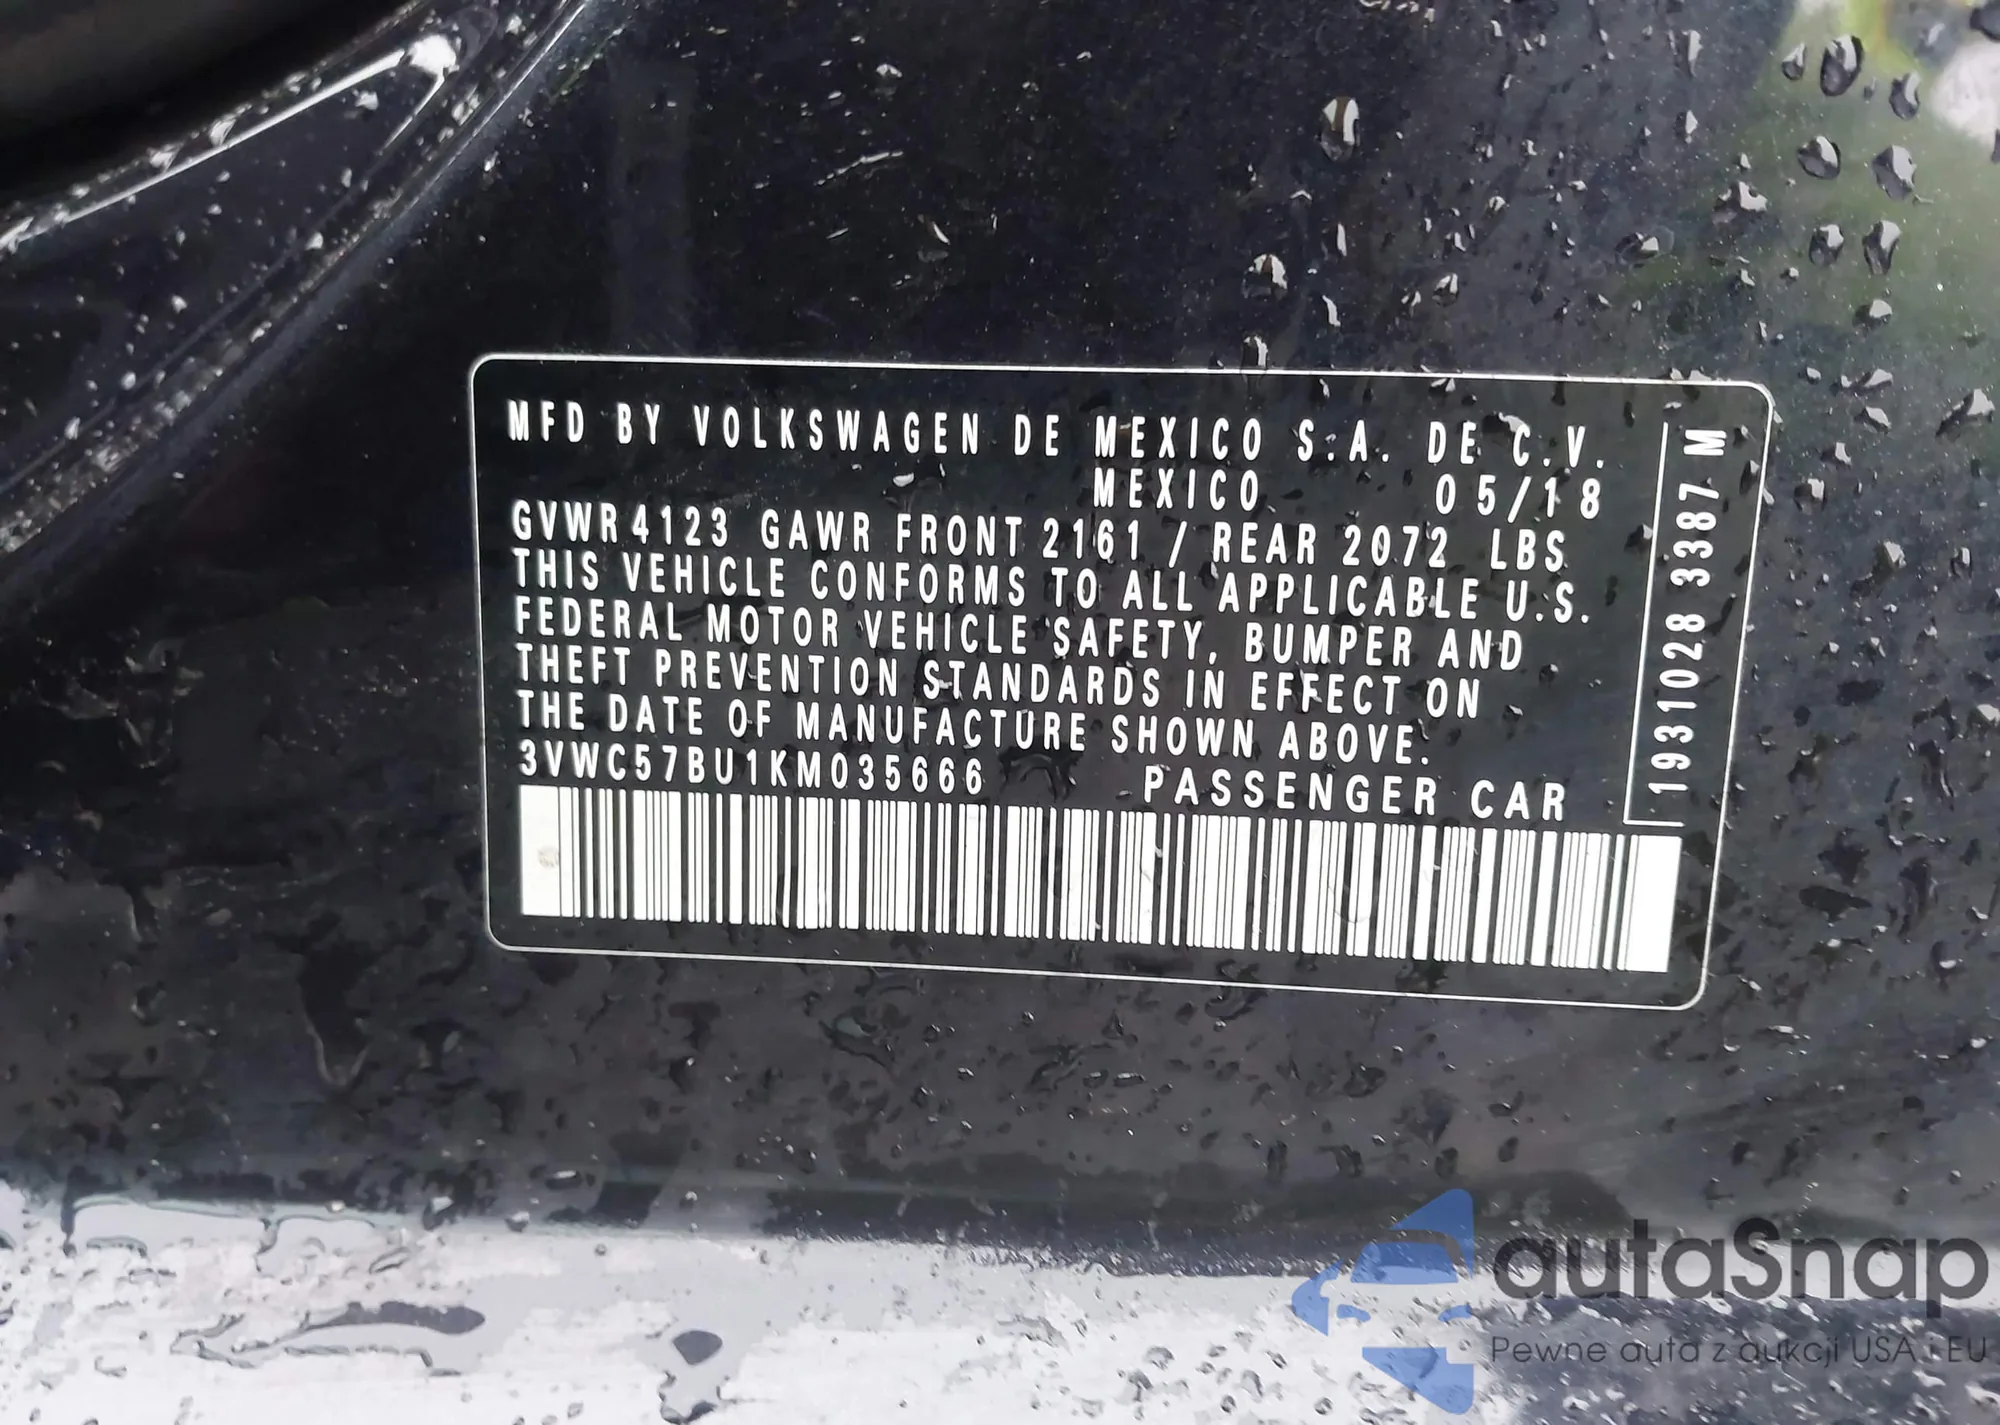 MFD BY VOLKSWAGEN DE MEXICO S.A. DE C.V.
MEXICO 05/18
GVWR 4123 GAWR FRONT 2161 / REAR 2072 LBS
THIS VEHICLE CONFORMS TO ALL APPLICABLE U.S.
FEDERAL MOTOR VEHICLE SAFETY, BUMPER AND
THEFT PREVENTION STANDARDS IN EFFECT ON
THE DATE OF MANUFACTURE SHOWN ABOVE.
3VWC57BU1KM035666 PASSENGER CAR
1931028 3387 M
autaSnap
Pewne auta z aukcji USA i EU